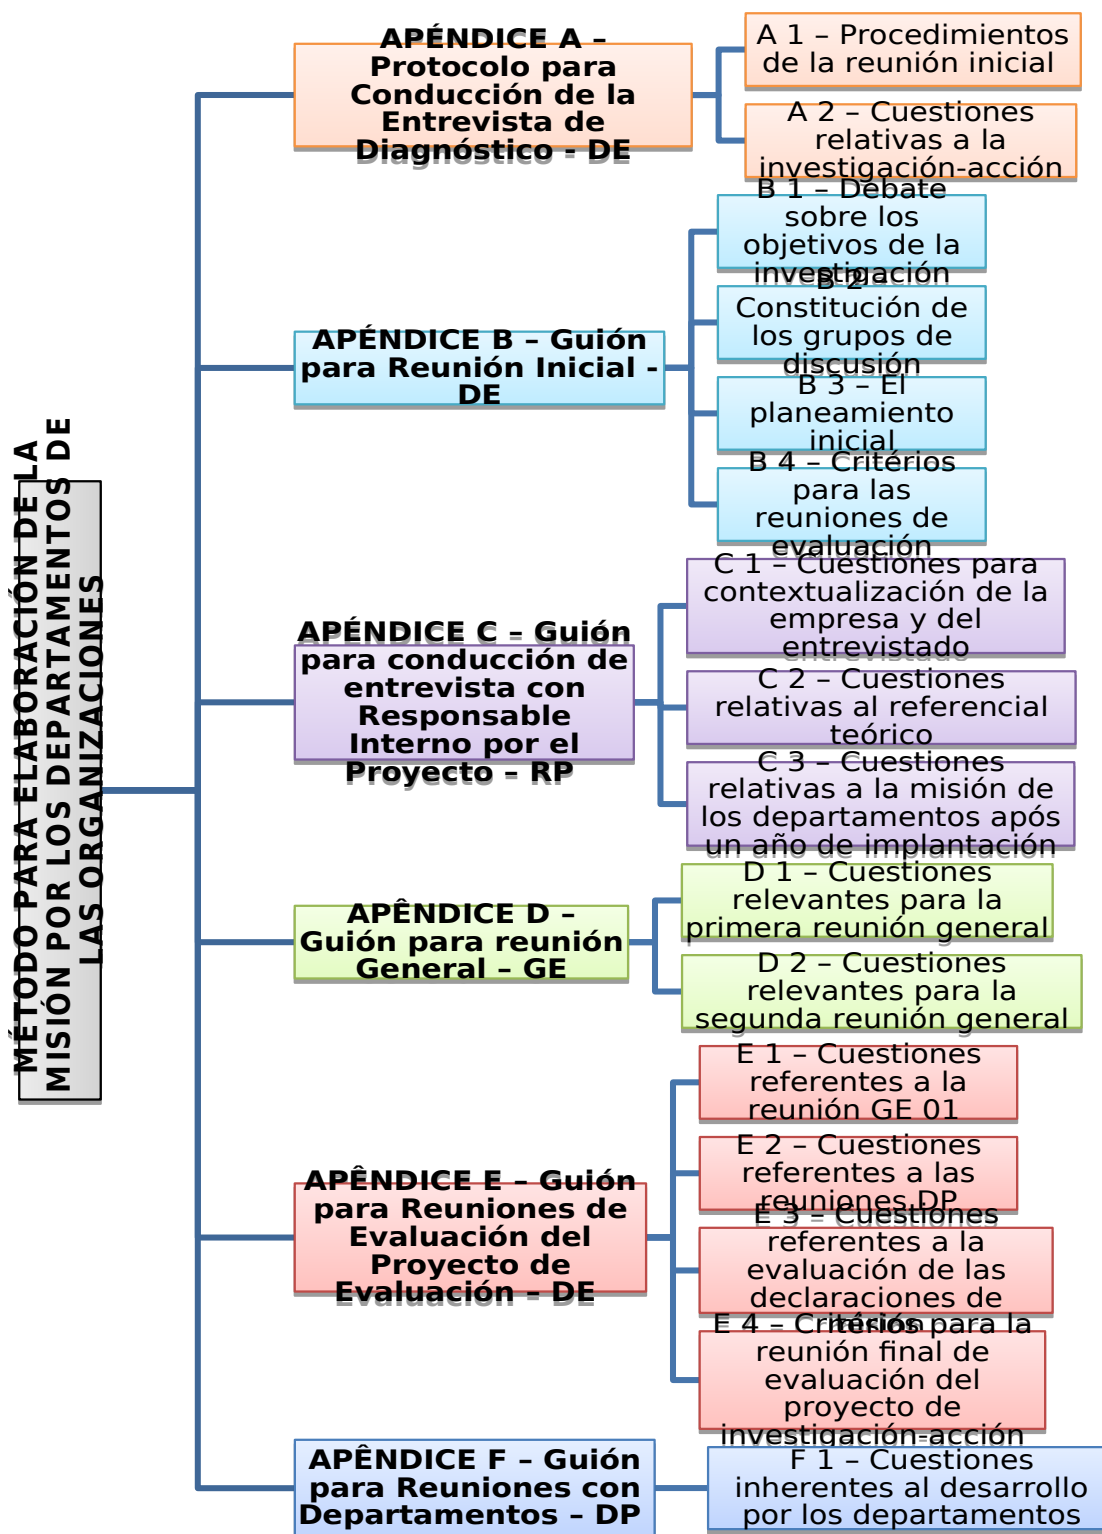 MÉTODO PARA ELABORACIÓN DE LA
MISIÓN POR LOS DEPARTAMENTOS DE
LAS ORGANIZACIONES
APÉNDICE A –
Protocolo para
Conducción de la
Entrevista de
Diagnóstico - DE
A 1 – Procedimientos
de la reunión inicial
A 2 – Cuestiones
relativas a la
investigación-acción
APÉNDICE B – Guión
para Reunión Inicial -
DE
B 1 – Debate
sobre los
objetivos de la
investigación
B 2 –
Constitución de
los grupos de
discusión
B 3 – El
planeamiento
inicial
B 4 – Critérios
para las
reuniones de
evaluación
APÉNDICE C – Guión
para conducción de
entrevista con
Responsable
Interno por el
Proyecto – RP
C 1 – Cuestiones para
contextualización de la
empresa y del
entrevistado
C 2 – Cuestiones
relativas al referencial
teórico
C 3 – Cuestiones
relativas a la misión de
los departamentos após
un año de implantación
APÊNDICE D –
Guión para reunión
General – GE
D 1 – Cuestiones
relevantes para la
primera reunión general
D 2 – Cuestiones
relevantes para la
segunda reunión general
APÊNDICE E – Guión
para Reuniones de
Evaluación del
Proyecto de
Evaluación – DE
E 1 – Cuestiones
referentes a la
reunión GE 01
E 2 – Cuestiones
referentes a las
reuniones DP
E 3 – Cuestiones
referentes a la
evaluación de las
declaraciones de
misión
E 4 – Critérios para la
reunión final de
evaluación del
proyecto de
investigación-acción
APÊNDICE F – Guión
para Reuniones con
Departamentos – DP
F 1 – Cuestiones
inherentes al desarrollo
por los departamentos